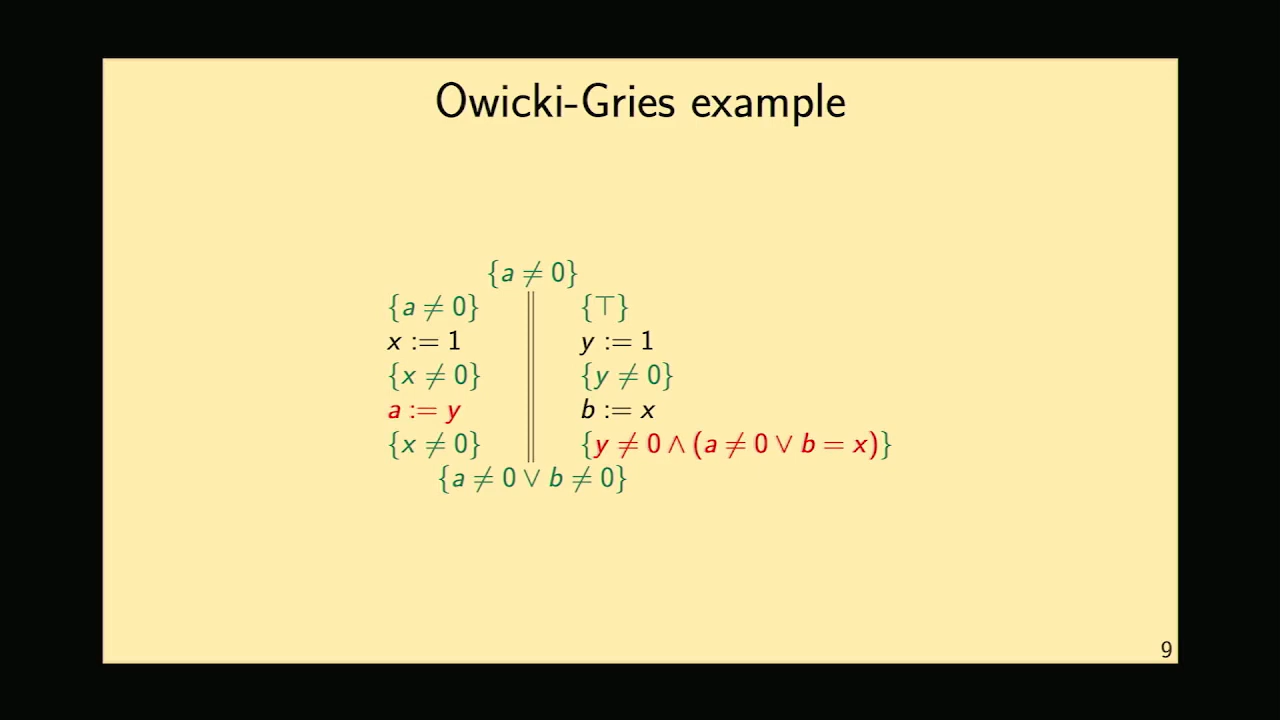 Owicki-Gries example
{a ≠ 0}
{a ≠ 0} {⊤}
x := 1 y := 1
{x ≠ 0} {y ≠ 0}
a := y b := x
{x ≠ 0} {y ≠ 0 ∧ (a ≠ 0 ∨ b = x)}
{a ≠ 0 ∨ b ≠ 0}
9